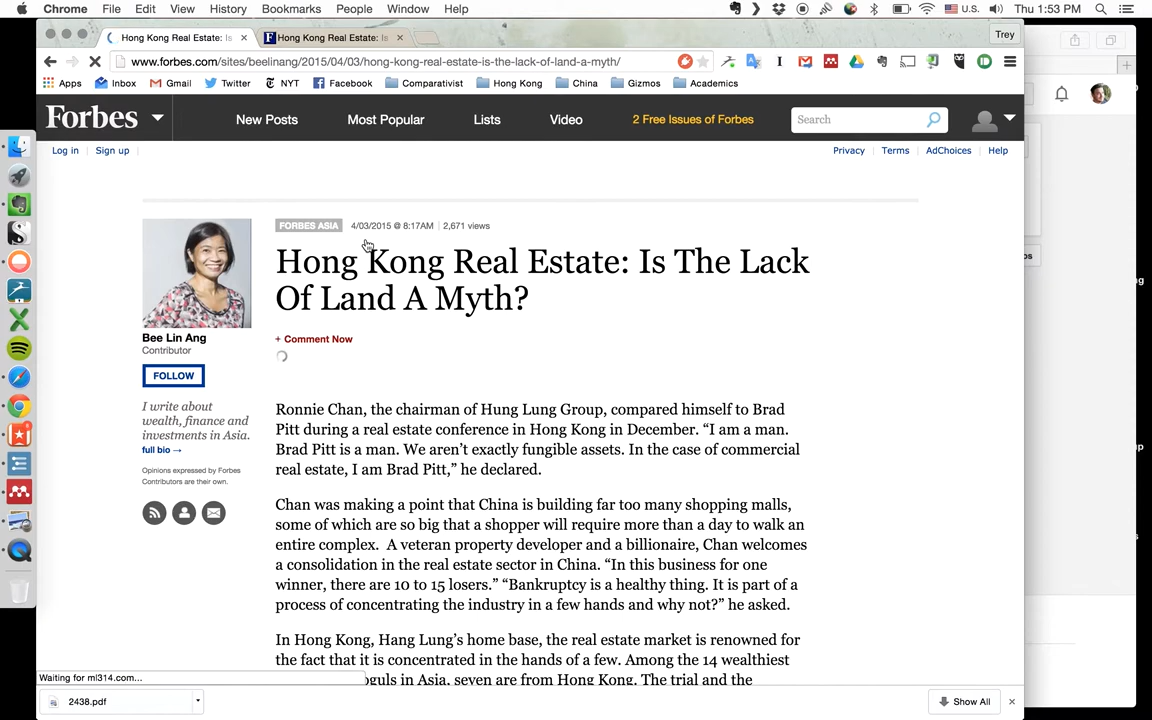 Chrome File Edit View History Bookmarks People Window Help U.S. Thu 1:53 PM
Hong Kong Real Estate: Is Hong Kong Real Estate: Is Trey
www.forbes.com/sites/beelinang/2015/04/03/hong-kong-real-estate-is-the-lack-of-land-a-myth/
Apps Inbox Gmail Twitter NYT Facebook Comparativist Hong Kong China Gizmos Academics
Forbes New Posts Most Popular Lists Video 2 Free Issues of Forbes Search
Log in Sign up Privacy Terms AdChoices Help
FORBES ASIA 4/03/2015 @ 8:17AM 2,671 views
Hong Kong Real Estate: Is The Lack
Of Land A Myth?
+ Comment Now
Bee Lin Ang
Contributor
FOLLOW
I write about
wealth, finance and
investments in Asia.
full bio →
Opinions expressed by Forbes
Contributors are their own.
Ronnie Chan, the chairman of Hung Lung Group, compared himself to Brad
Pitt during a real estate conference in Hong Kong in December. “I am a man.
Brad Pitt is a man. We aren’t exactly fungible assets. In the case of commercial
real estate, I am Brad Pitt,” he declared.
Chan was making a point that China is building far too many shopping malls,
some of which are so big that a shopper will require more than a day to walk an
entire complex. A veteran property developer and a billionaire, Chan welcomes
a consolidation in the real estate sector in China. “In this business for one
winner, there are 10 to 15 losers.” “Bankruptcy is a healthy thing. It is part of a
process of concentrating the industry in a few hands and why not?” he asked.
In Hong Kong, Hang Lung’s home base, the real estate market is renowned for
the fact that it is concentrated in the hands of a few. Among the 14 wealthiest
oguls in Asia, seven are from Hong Kong. The trial and the
Waiting for ml314.com...
2438.pdf Show All